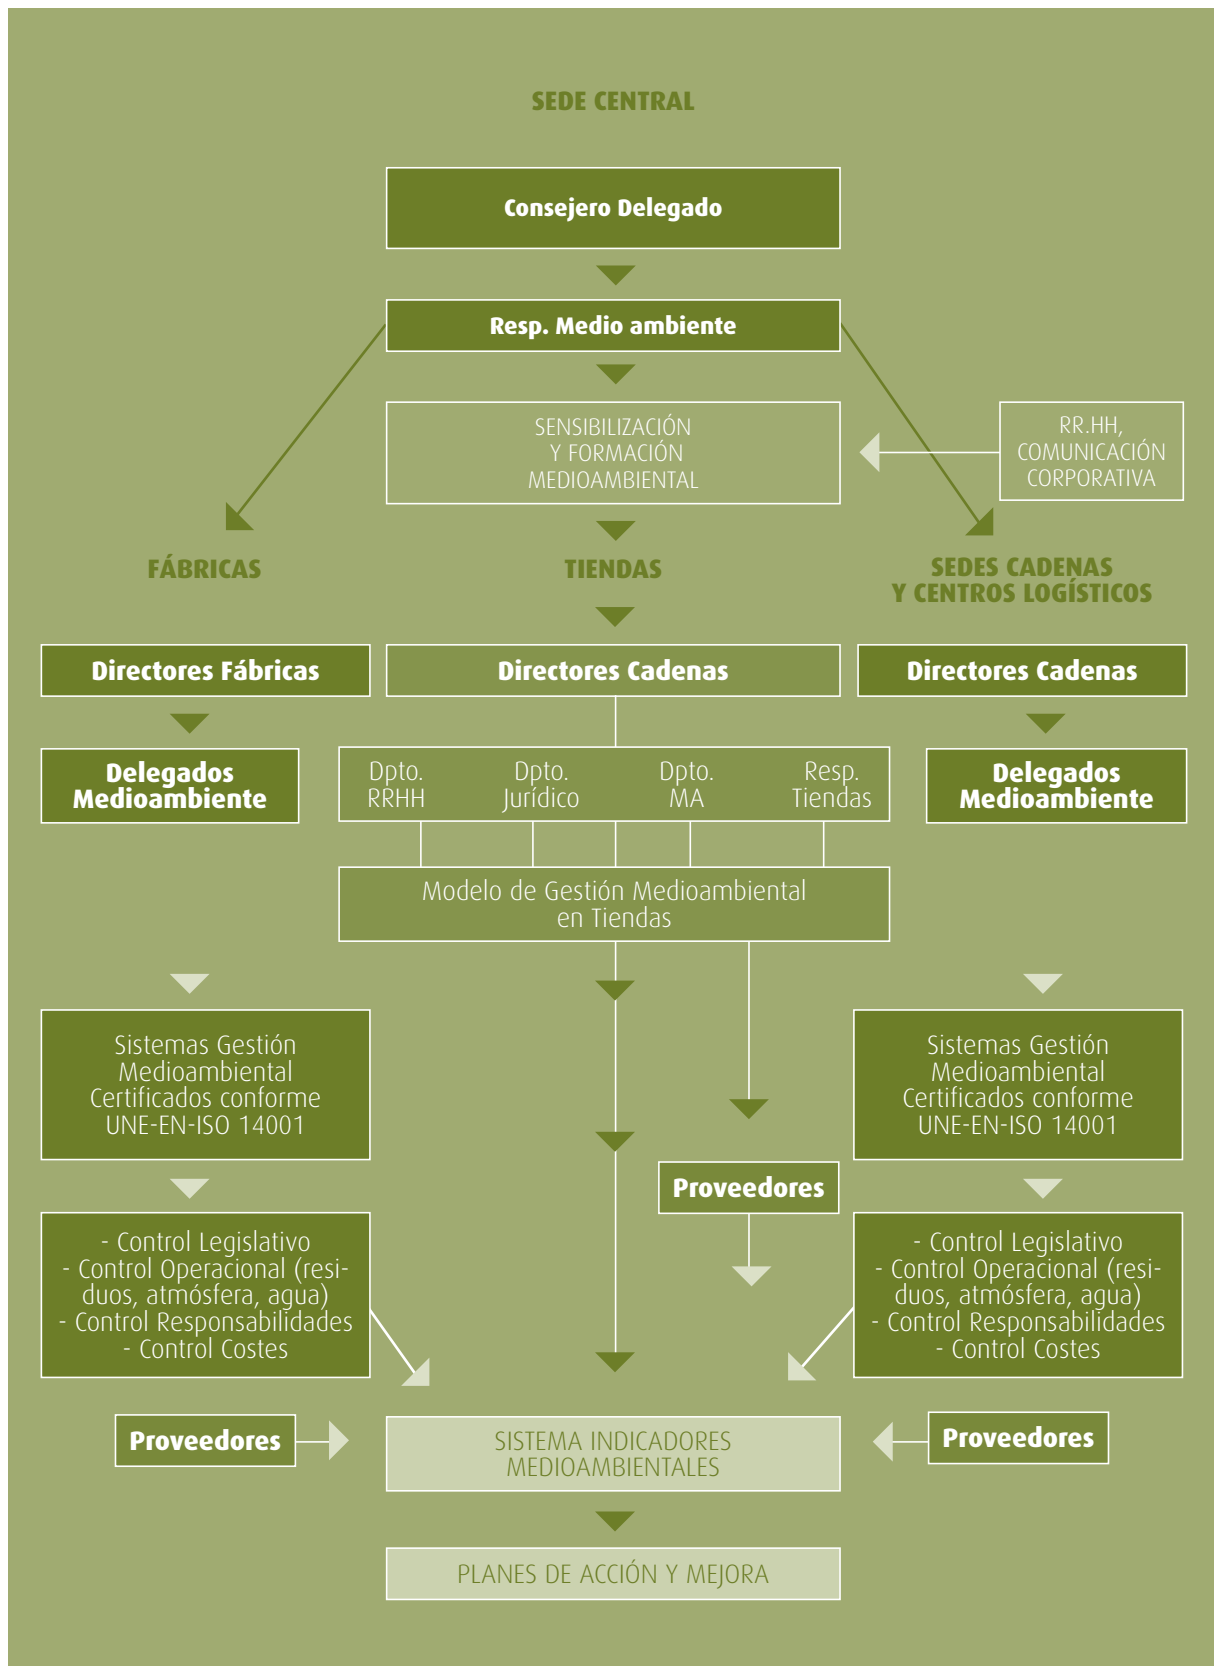 SEDE CENTRAL
Consejero Delegado
Resp. Medio ambiente
SENSIBILIZACIÓN
Y FORMACIÓN
MEDIOAMBIENTAL
RR.HH,
COMUNICACIÓN
CORPORATIVA
FÁBRICAS
TIENDAS
SEDES CADENAS
Y CENTROS LOGÍSTICOS
Directores Fábricas
Directores Cadenas
Directores Cadenas
Delegados
Medioambiente
Dpto.
RRHH
Dpto.
Jurídico
Dpto.
MA
Resp.
Tiendas
Delegados
Medioambiente
Modelo de Gestión Medioambiental
en Tiendas
Sistemas Gestión
Medioambiental
Certificados conforme
UNE-EN-ISO 14001
Sistemas Gestión
Medioambiental
Certificados conforme
UNE-EN-ISO 14001
Proveedores
- Control Legislativo
- Control Operacional (resi-
duos, atmósfera, agua)
- Control Responsabilidades
- Control Costes
- Control Legislativo
- Control Operacional (resi-
duos, atmósfera, agua)
- Control Responsabilidades
- Control Costes
Proveedores
SISTEMA INDICADORES
MEDIOAMBIENTALES
Proveedores
PLANES DE ACCIÓN Y MEJORA